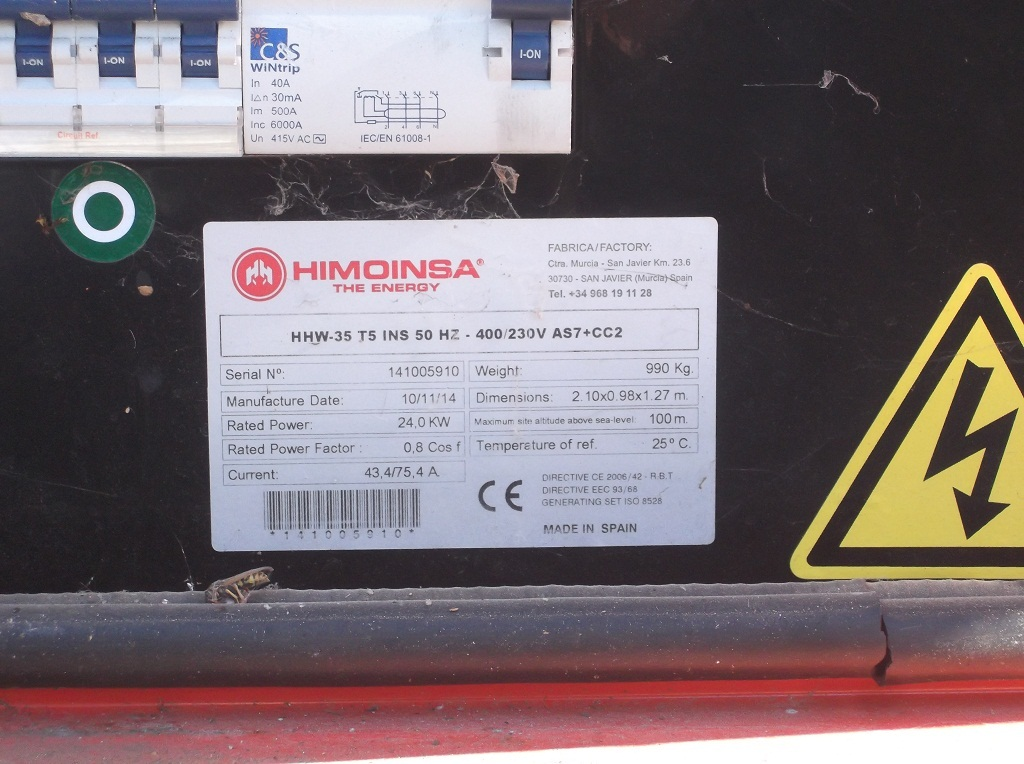 I-ON
I-ON
I-ON
I-ON
Circuit Ref.
C&S
WiNtrip
In 40A
I△n 30mA
Im 500A
Inc 6000A
Un 415V AC
IEC/EN 61008-1
HIMOINSA®
THE ENERGY
FABRICA/FACTORY:
Ctra. Murcia - San Javier Km. 23.6
30730 - SAN JAVIER (Murcia) Spain
Tel. +34 968 19 11 28
HHW-35 T5 INS 50 HZ - 400/230V AS7+CC2
Serial Nº: 141005910
Weight: 990 Kg.
Manufacture Date: 10/11/14
Dimensions: 2.10x0.98x1.27 m.
Rated Power: 24,0 KW
Maximum site altitude above sea-level: 100 m.
Rated Power Factor : 0,8 Cos f
Temperature of ref. 25º C.
Current: 43,4/75,4 A
*141005910*
CE
DIRECTIVE CE 2006/42 - R.B.T
DIRECTIVE EEC 93/68
GENERATING SET ISO 8528
MADE IN SPAIN